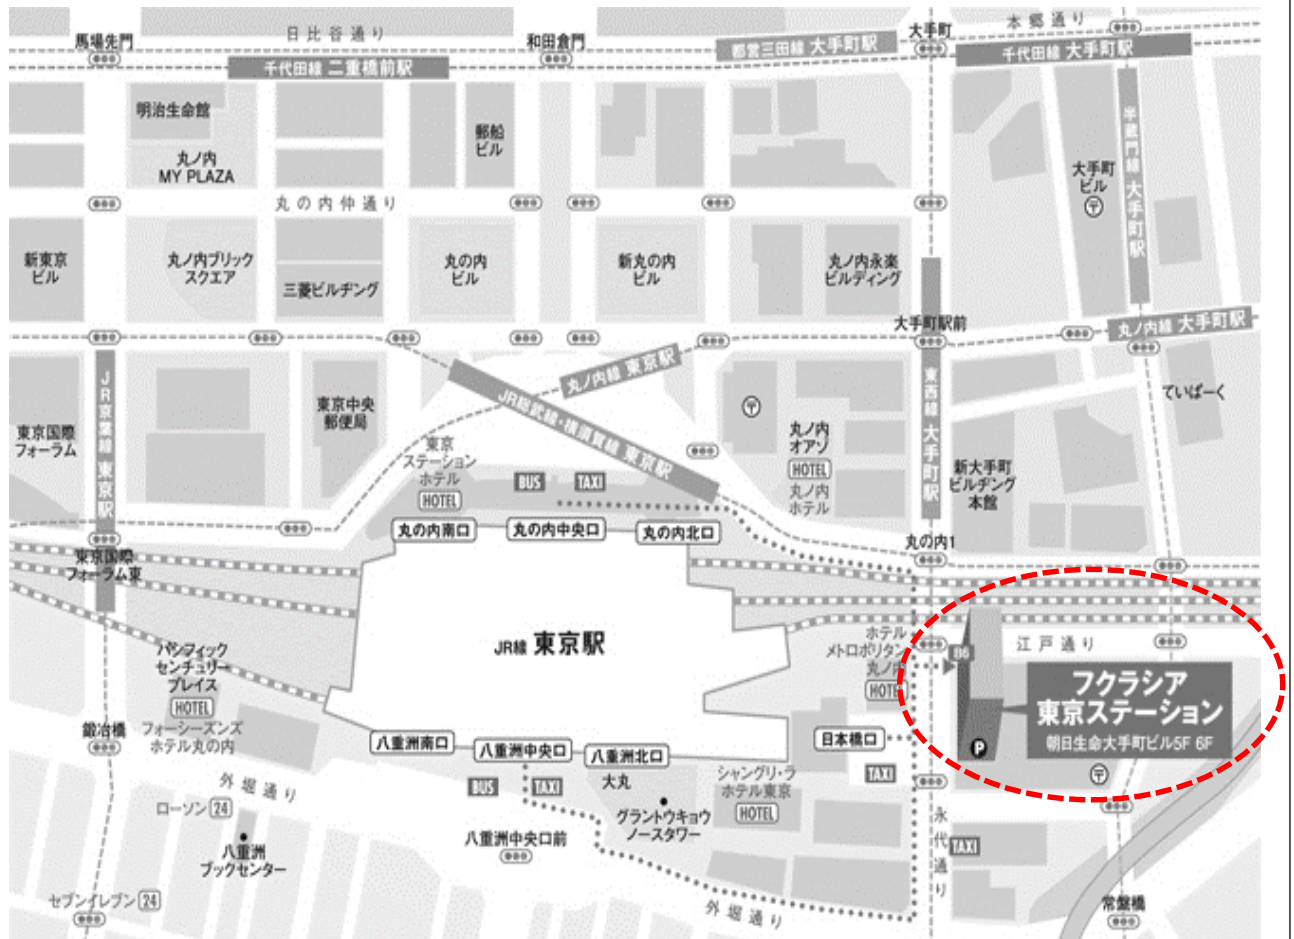 日比谷通り
本郷通り
馬場先門
和田倉門
大手町
都営三田線 大手町駅
千代田線 大手町駅
千代田線 二重橋前駅
明治生命館
郵船
ビル
丸ノ内
MY PLAZA
半蔵門線 大手町駅
大手町
ビル
丸の内仲通り
新東京
ビル
丸ノ内ブリック
スクエア
三菱ビルヂング
丸の内
ビル
新丸の内
ビル
丸ノ内永楽
ビルディング
大手町駅前
丸ノ内線 大手町駅
丸ノ内線 東京駅
JR総武線・横須賀線 東京駅
JR京葉線 東京駅
東西線 大手町駅
ていぱーく
東京国際
フォーラム
東京中央
郵便局
東京
ステーション
ホテル
HOTEL
BUS
TAXI
丸ノ内
オアゾ
HOTEL
丸ノ内
ホテル
新大手町
ビルヂング
本館
丸の内南口
丸の内中央口
丸の内北口
丸の内1
東京国際
フォーラム東
JR線 東京駅
江戸通り
ホテル
メトロポリタン
丸ノ内
HOTEL
B6
フクラシア
東京ステーション
朝日生命大手町ビル5F 6F
P
パシフィック
センチュリー
プレイス
HOTEL
フォーシーズンズ
ホテル丸の内
鍛冶橋
八重洲南口
八重洲中央口
八重洲北口
日本橋口
TAXI
BUS
TAXI
大丸
シャングリ・ラ
ホテル東京
HOTEL
グラントウキョウ
ノースタワー
外堀通り
ローソン 24
八重洲
ブックセンター
八重洲中央口前
セブンイレブン 24
外堀通り
永代通り
TAXI
常盤橋